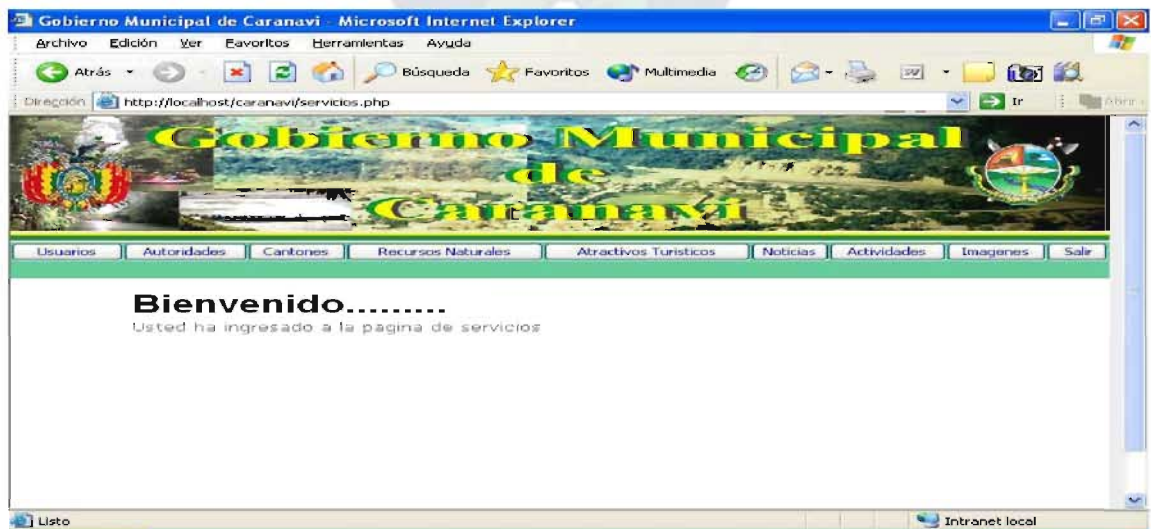 Gobierno Municipal de Caranavi - Microsoft Internet Explorer
Archivo Edición Ver Favoritos Herramientas Ayuda
Atrás Búsqueda Favoritos Multimedia
Dirección http://localhost/caranavi/servicios.php Ir
Gobierno Municipal
de
Caranavi
Usuarios Autoridades Cantones Recursos Naturales Atractivos Turisticos Noticias Actividades Imagenes Salir
Bienvenido.........
Usted ha ingresado a la pagina de servicios
Listo Intranet local